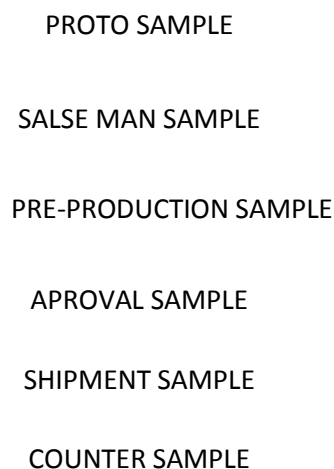 PROTO SAMPLE
SALSE MAN SAMPLE
PRE-PRODUCTION SAMPLE
APROVAL SAMPLE
SHIPMENT SAMPLE
COUNTER SAMPLE